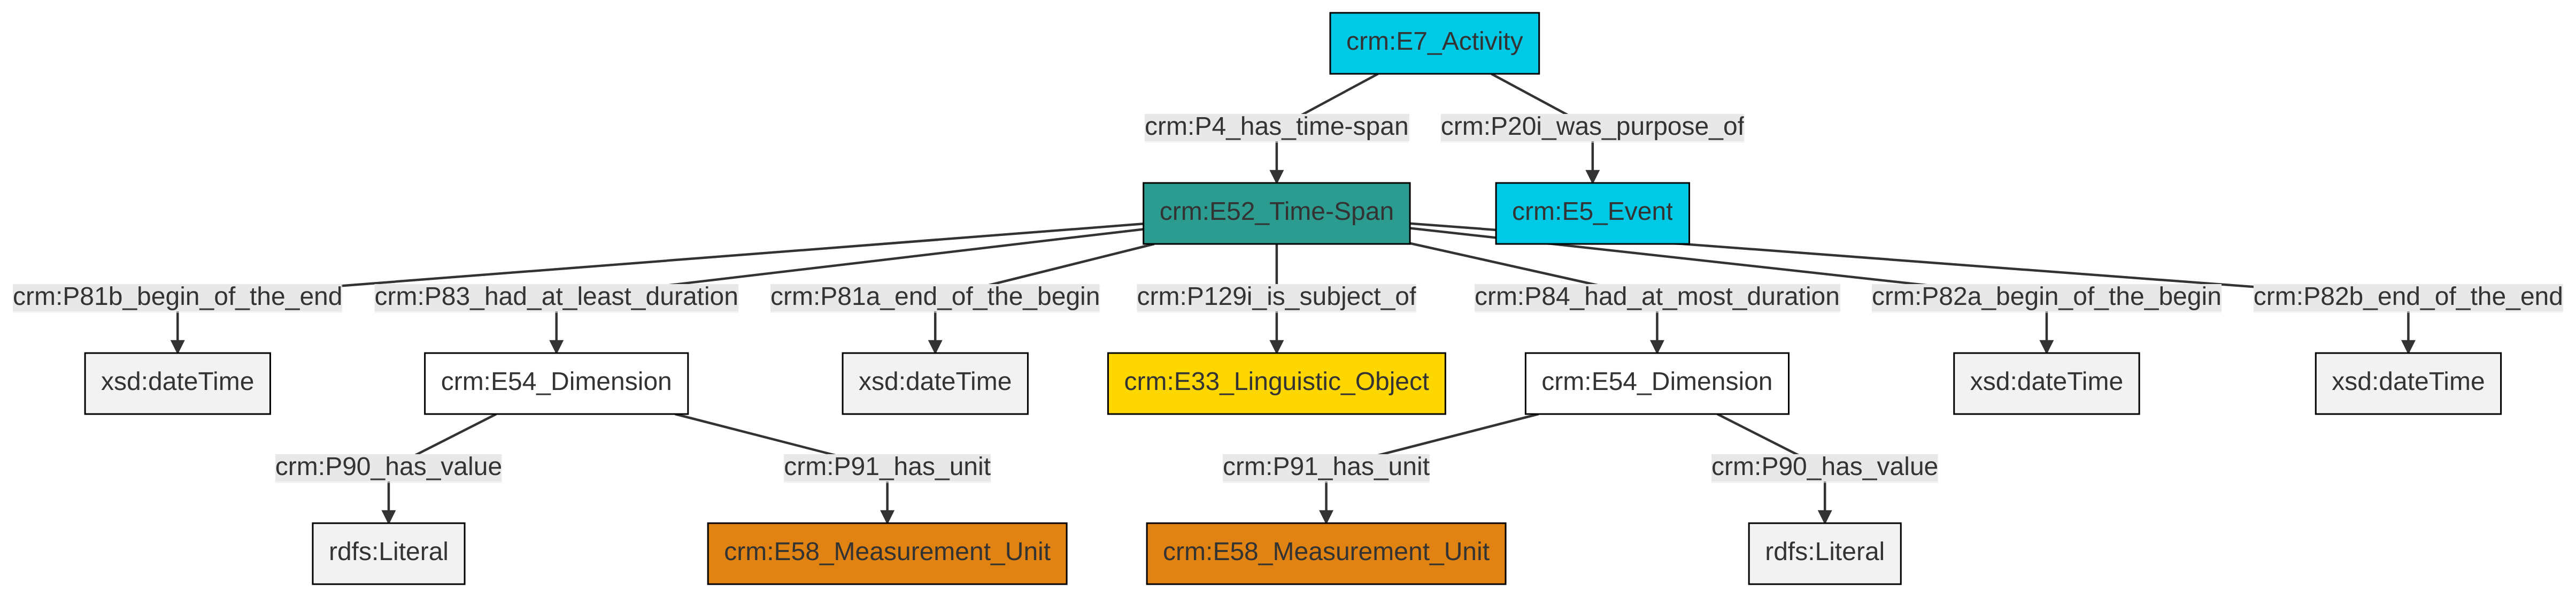 crm:E7_Activity
crm:P4_has_time-span
crm:P20i_was_purpose_of
crm:E52_Time-Span
crm:E5_Event
crm:P81b_begin_of_the_end
crm:P83_had_at_least_duration
crm:P81a_end_of_the_begin
crm:P129i_is_subject_of
crm:P84_had_at_most_duration
crm:P82a_begin_of_the_begin
crm:P82b_end_of_the_end
xsd:dateTime
crm:E54_Dimension
xsd:dateTime
crm:E33_Linguistic_Object
crm:E54_Dimension
xsd:dateTime
xsd:dateTime
crm:P90_has_value
crm:P91_has_unit
crm:P91_has_unit
crm:P90_has_value
rdfs:Literal
crm:E58_Measurement_Unit
crm:E58_Measurement_Unit
rdfs:Literal